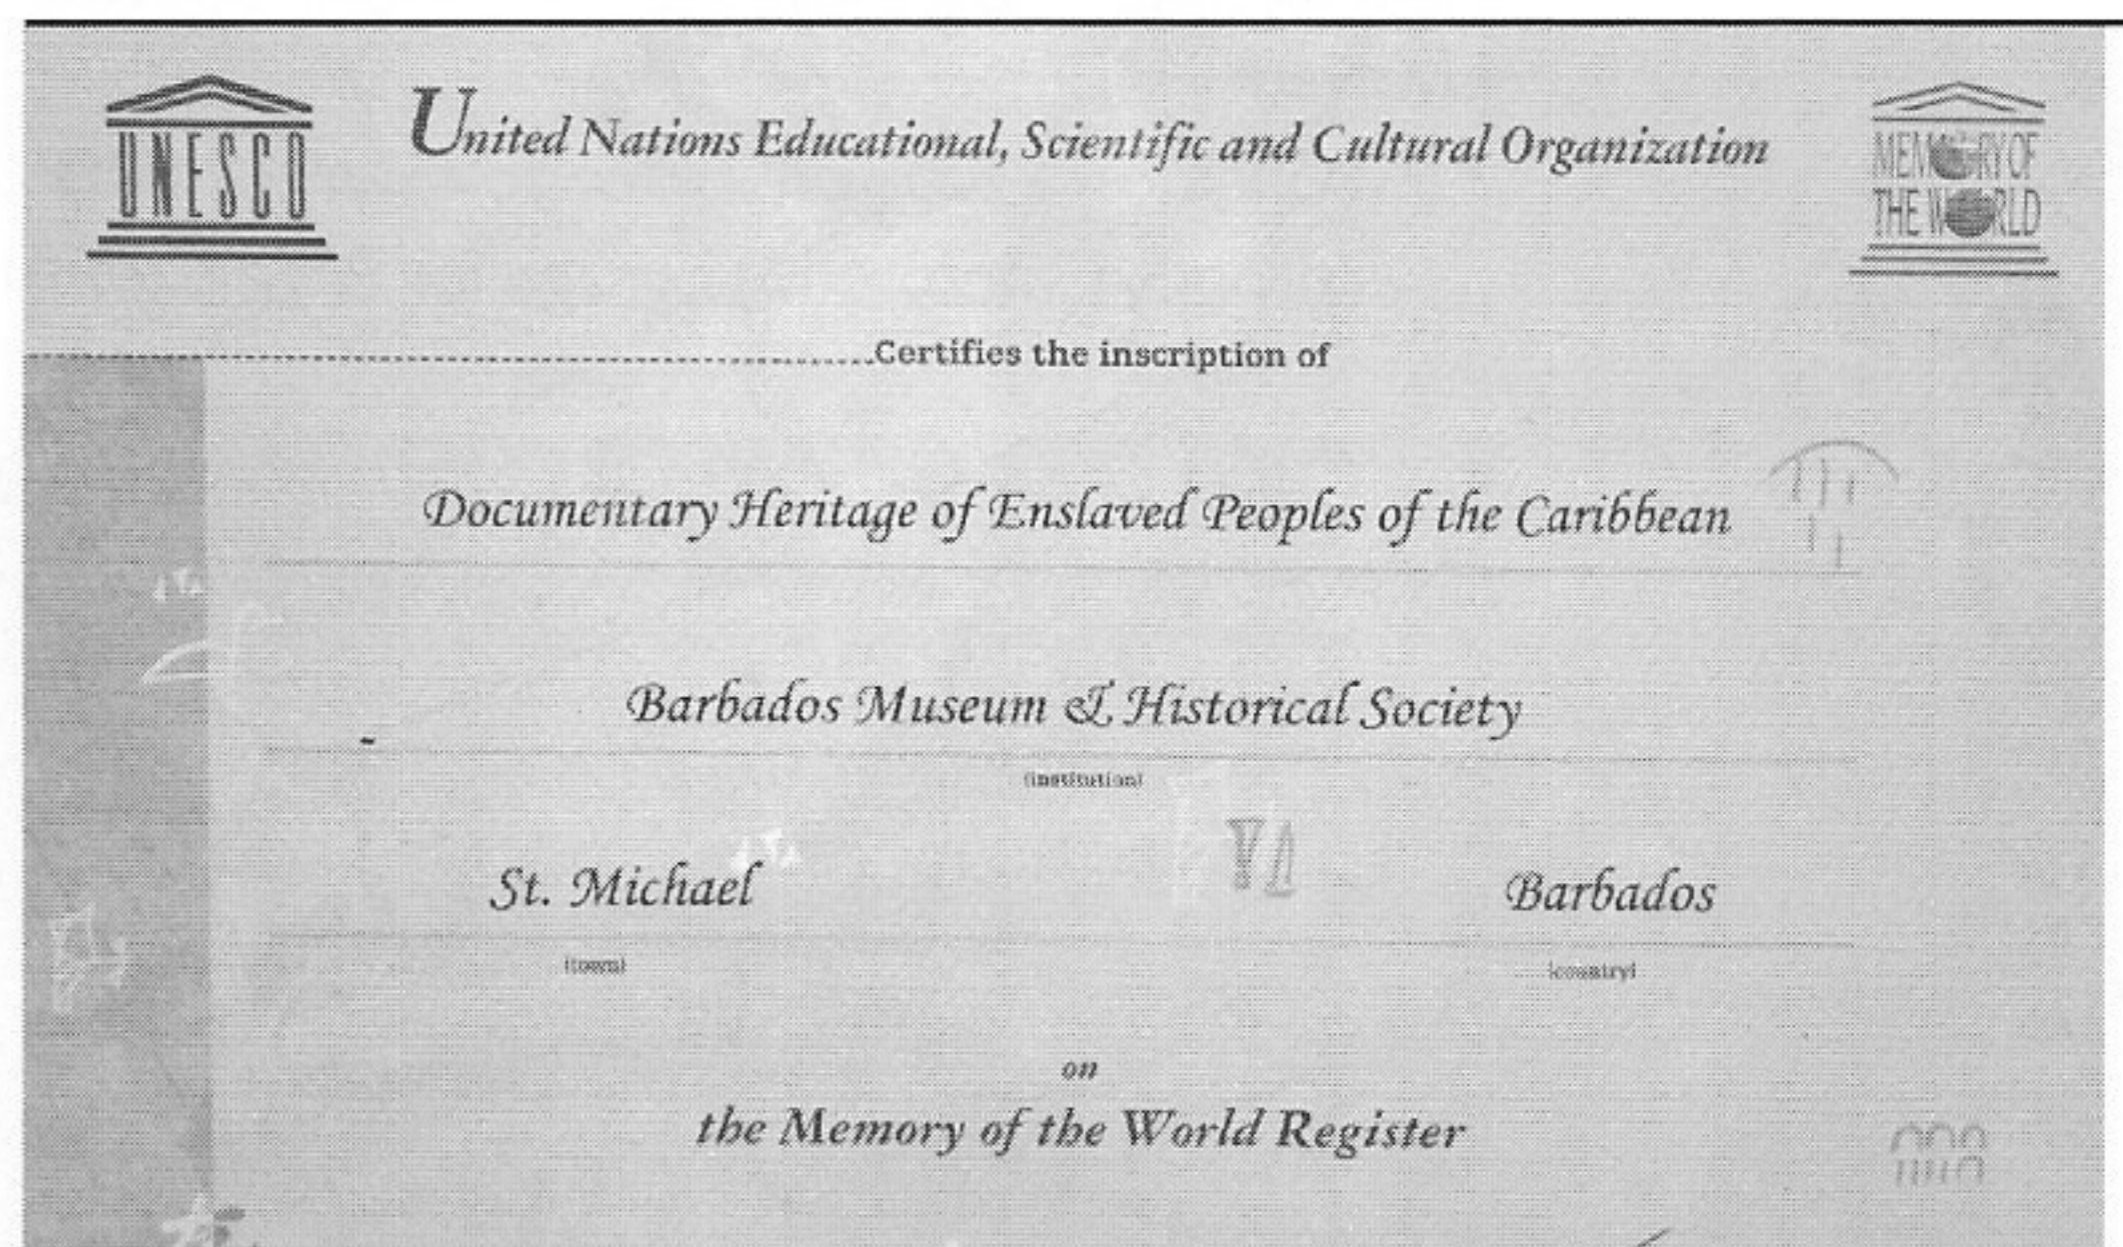 UNESCO
United Nations Educational, Scientific and Cultural Organization
MEMORY OF
THE WORLD
Certifies the inscription of
Documentary Heritage of Enslaved Peoples of the Caribbean
Barbados Museum & Historical Society
(institution)
St. Michael
Barbados
(town)
(country)
on
the Memory of the World Register